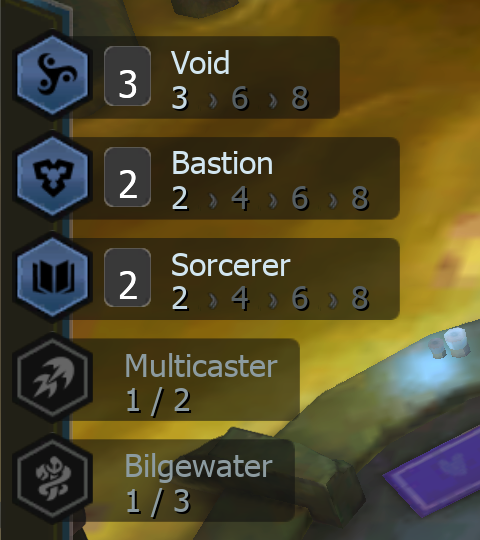 3
Void
3 › 6 › 8
2
Bastion
2 › 4 › 6 › 8
2
Sorcerer
2 › 4 › 6 › 8
Multicaster
1 / 2
Bilgewater
1 / 3